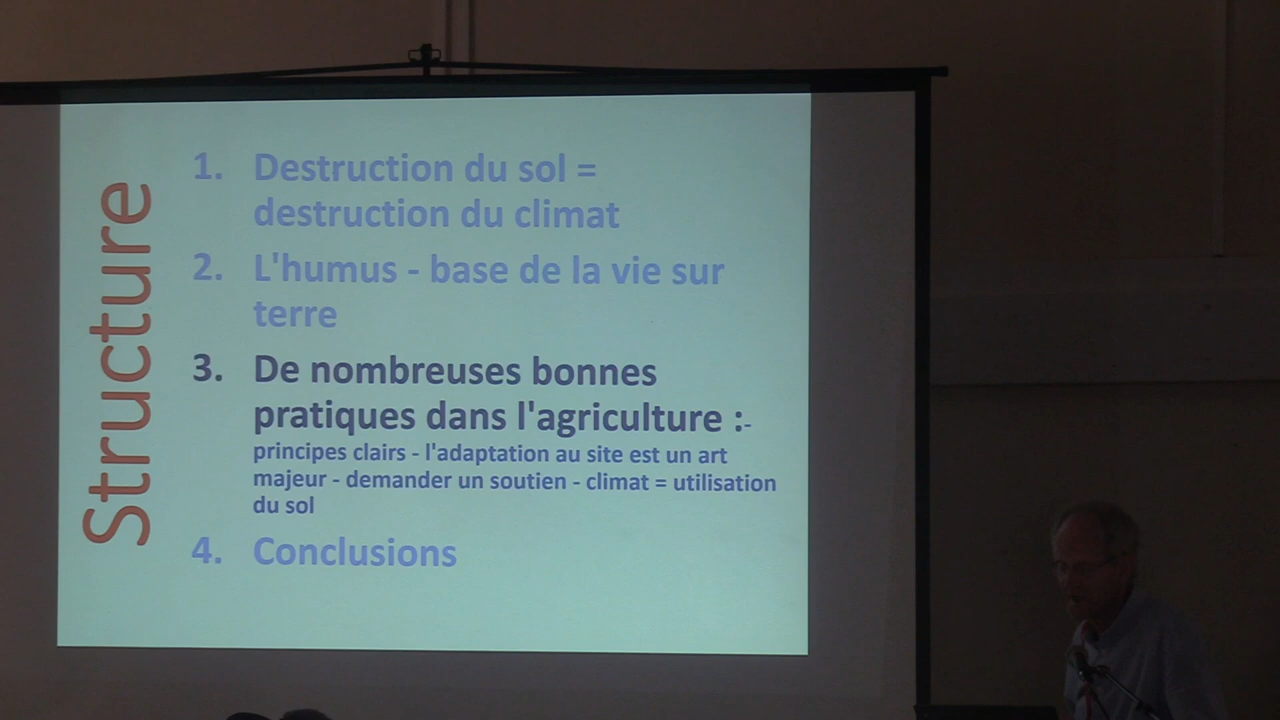 Structure
1. Destruction du sol =
destruction du climat
2. L'humus - base de la vie sur
terre
3. De nombreuses bonnes
pratiques dans l'agriculture :-
principes clairs - l'adaptation au site est un art
majeur - demander un soutien - climat = utilisation
du sol
4. Conclusions